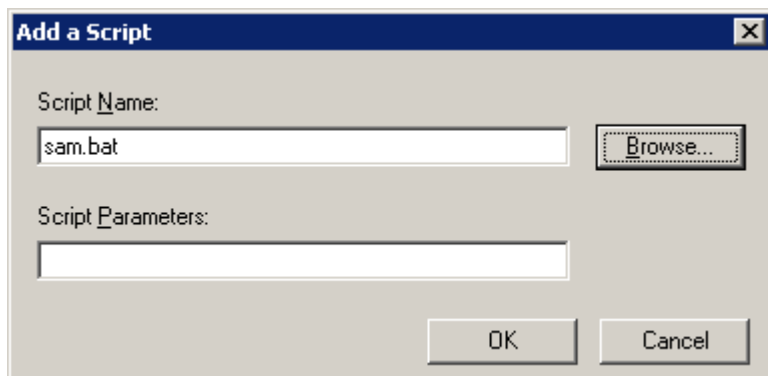 Add a Script
Script Name:
sam.bat
Browse...
Script Parameters:
OK
Cancel